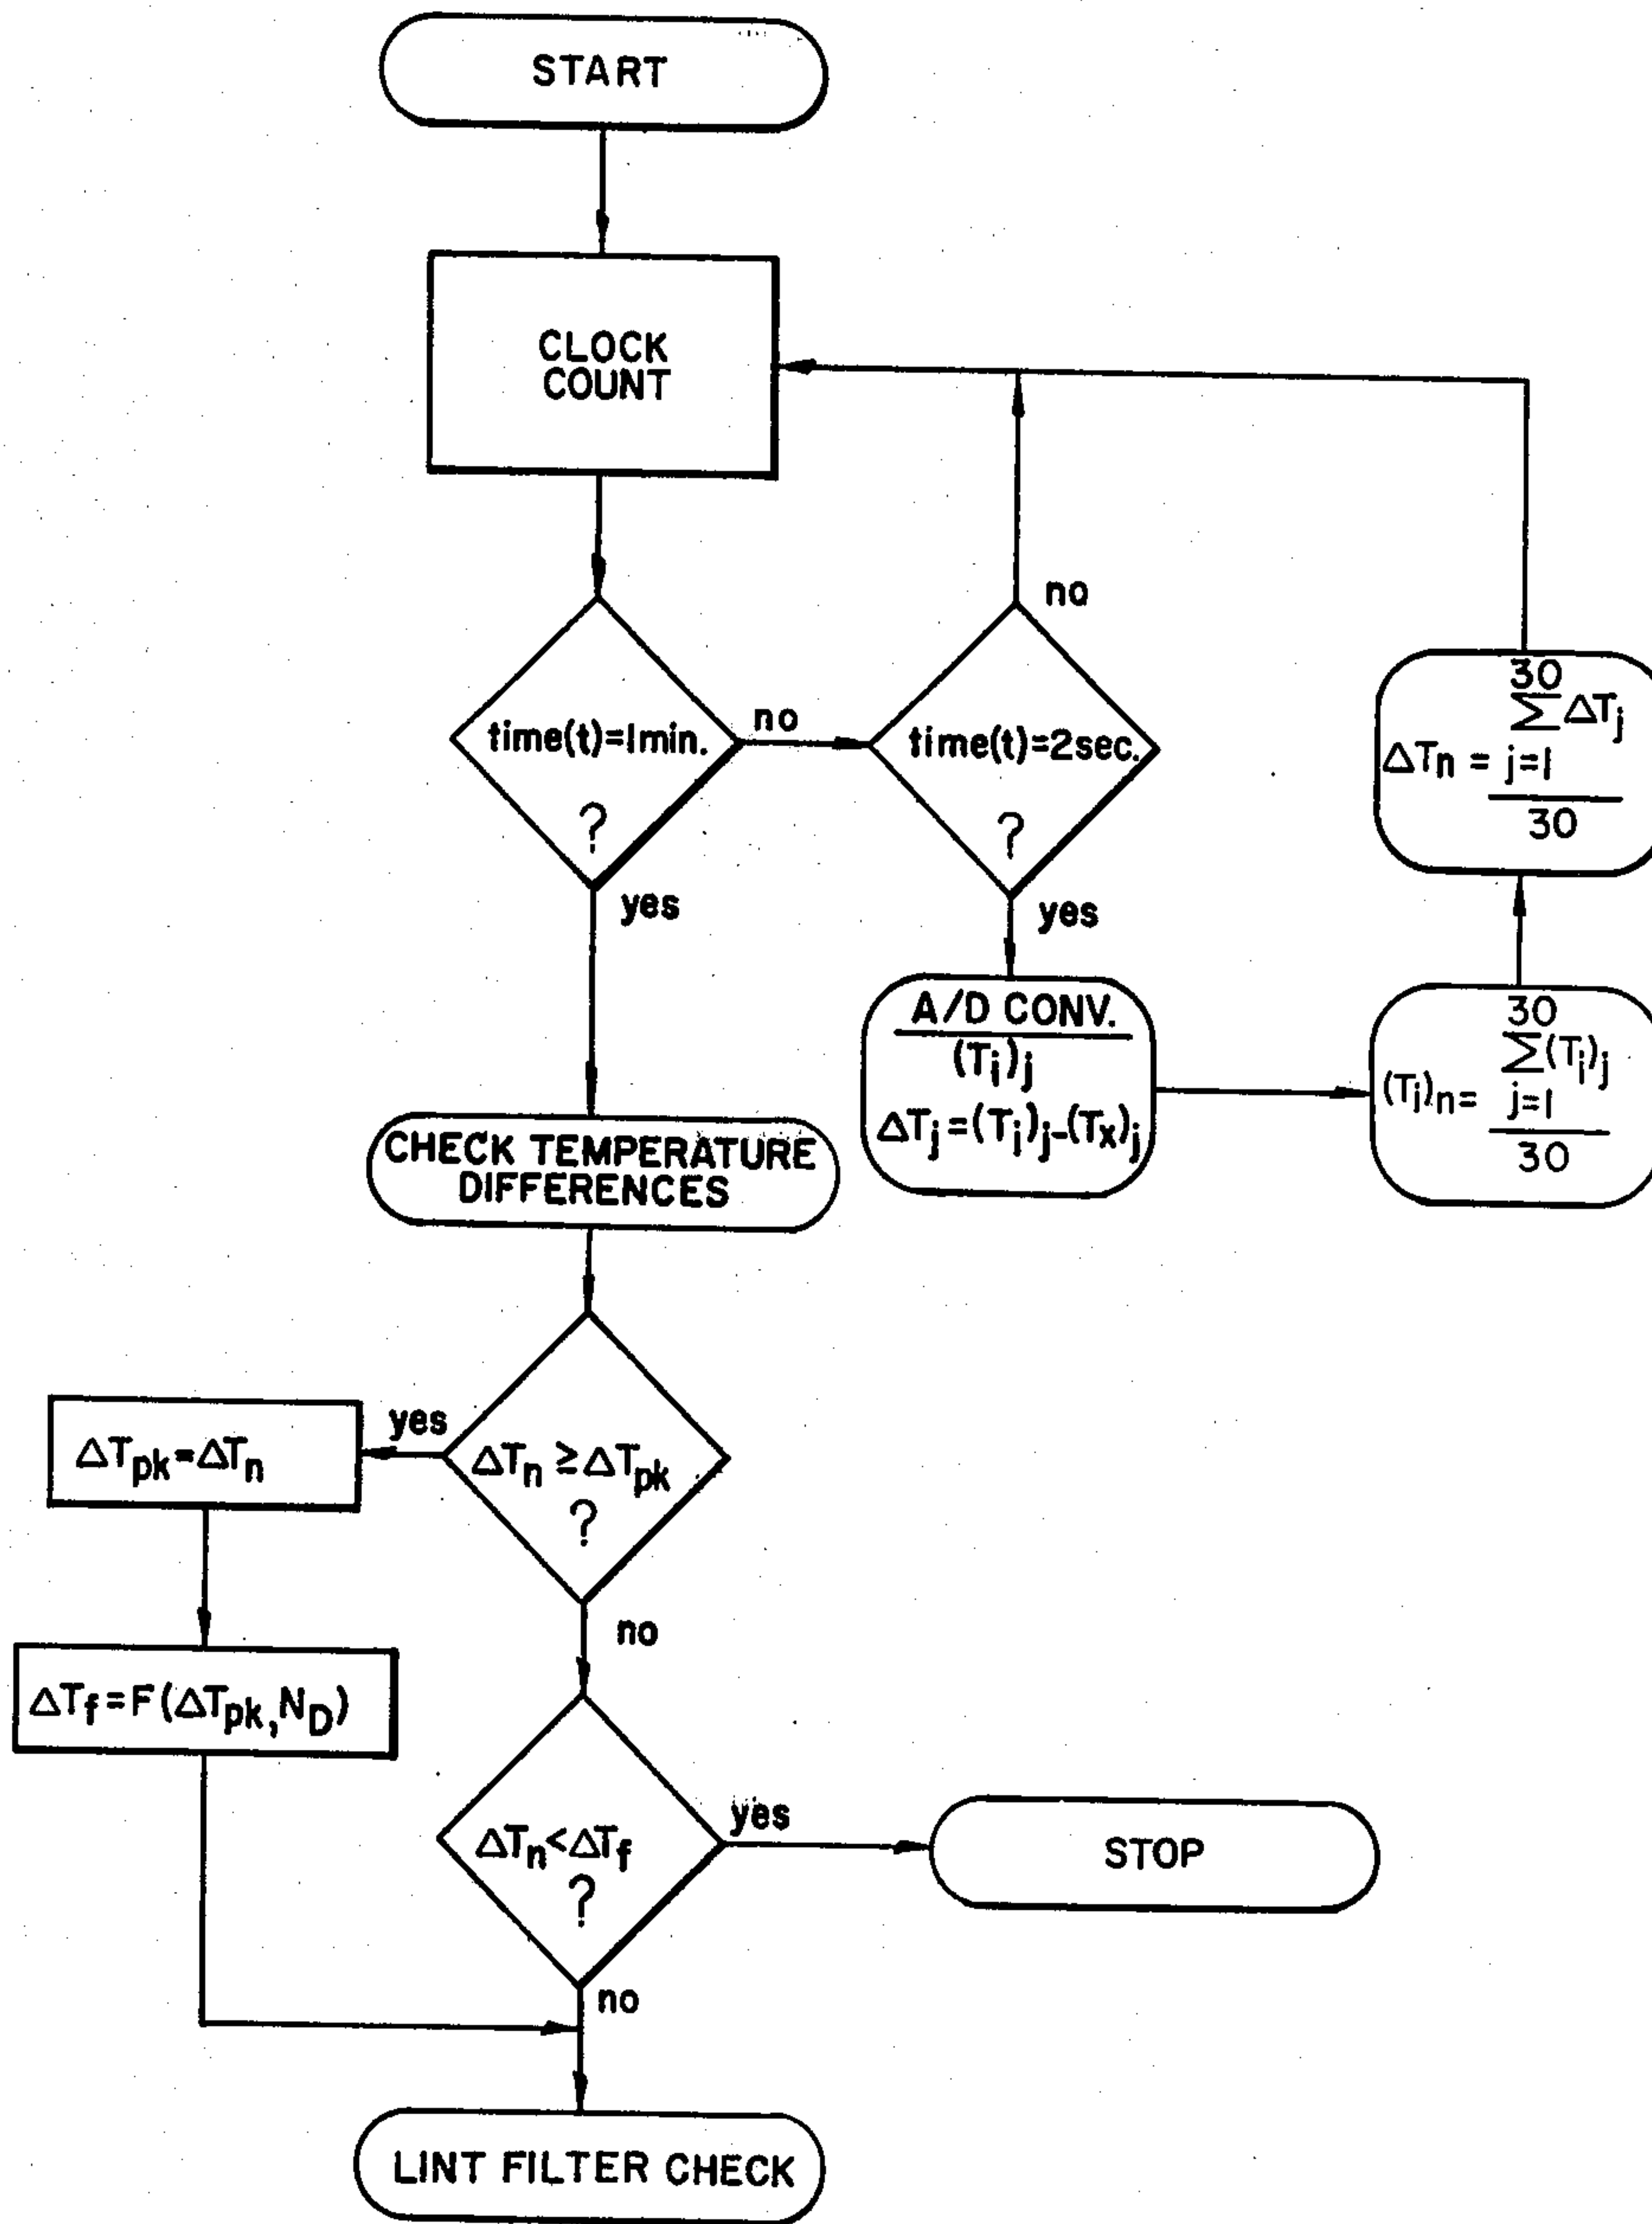 START
CLOCK
COUNT
no
time(t)=1min.
?
no
time(t)=2sec.
?
yes
yes
30
∑ΔTj
ΔTn = j=1
30
A/D CONV.
(Ti)j
ΔTj=(Ti)j-(Tx)j
30
∑(Ti)j
(Tj)n= j=1
30
CHECK TEMPERATURE
DIFFERENCES
yes
ΔTpk=ΔTn
ΔTn ≥ ΔTpk
?
no
ΔTf=F(ΔTpk,ND)
yes
ΔTn<ΔTf
?
STOP
no
LINT FILTER CHECK